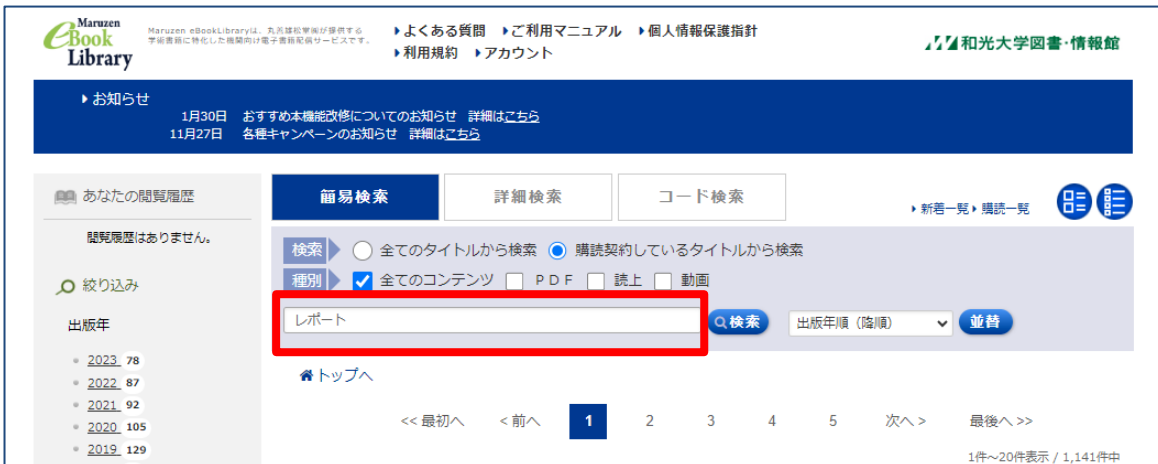 Maruzen
eBook
Library
Maruzen eBookLibraryは、丸善雄松堂㈱が提供する
学術書籍に特化した機関向け電子書籍配信サービスです。
よくある質問 ご利用マニュアル 個人情報保護指針
利用規約 アカウント
和光大学図書・情報館
お知らせ
1月30日 おすすめ本機能改修についてのお知らせ 詳細はこちら
11月27日 各種キャンペーンのお知らせ 詳細はこちら
あなたの閲覧履歴
閲覧履歴はありません。
絞り込み
出版年
2023 78
2022 87
2021 92
2020 105
2019 129
簡易検索 詳細検索 コード検索
新着一覧 購読一覧
検索 全てのタイトルから検索 購読契約しているタイトルから検索
種別 全てのコンテンツ PDF 読上 動画
レポート 検索 出版年順（降順） 並替
トップへ
<< 最初へ < 前へ 1 2 3 4 5 次へ > 最後へ >>
1件～20件表示 / 1,141件中